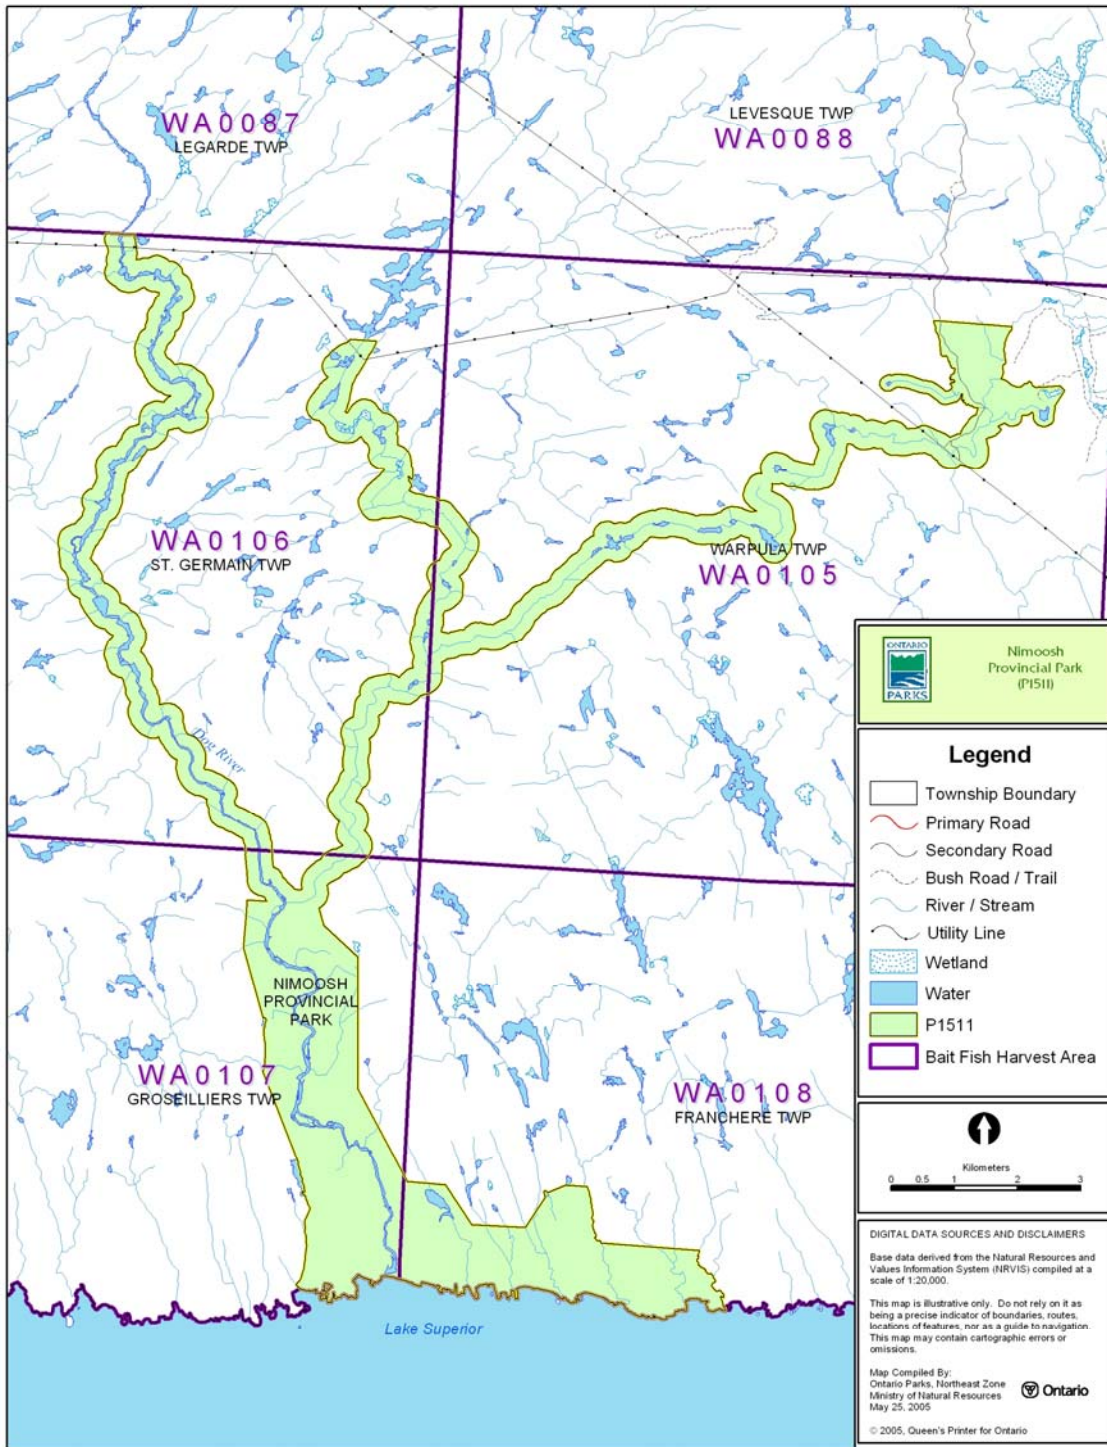 WA0087
LEGARDE TWP
LEVESQUE TWP
WA0088
WA0106
ST. GERMAIN TWP
WARPULA TWP
WA0105
Dog River
NIMOOSH
PROVINCIAL
PARK
WA0107
GROSEILLIERS TWP
WA0108
FRANCHERE TWP
Lake Superior
ONTARIO
PARKS
Nimoosh
Provincial Park
(P1511)
Legend
Township Boundary
Primary Road
Secondary Road
Bush Road / Trail
River / Stream
Utility Line
Wetland
Water
P1511
Bait Fish Harvest Area
Kilometers
0 0.5 1 2 3
DIGITAL DATA SOURCES AND DISCLAIMERS
Base data derived from the Natural Resources and
Values Information System (NRVIS) compiled at a
scale of 1:20,000.
This map is illustrative only. Do not rely on it as
being a precise indicator of boundaries, routes,
locations of features, nor as a guide to navigation.
This map may contain cartographic errors or
omissions.
Map Compiled By:
Ontario Parks, Northeast Zone
Ministry of Natural Resources
May 25, 2005
Ontario
© 2005, Queen's Printer for Ontario